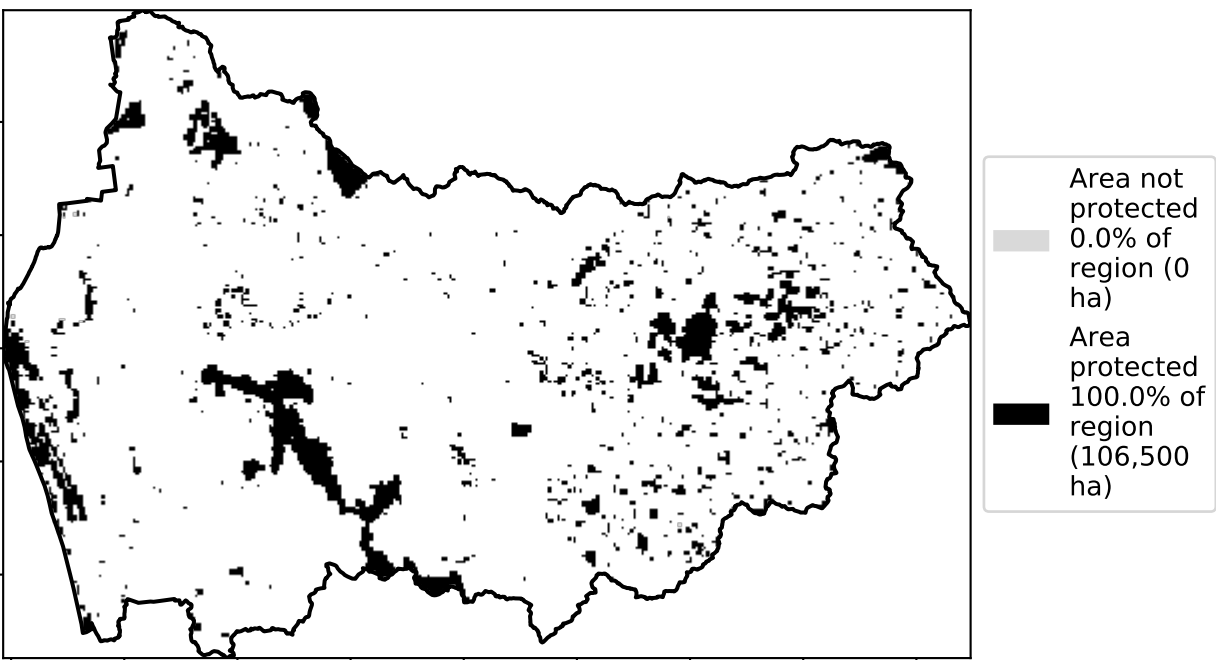 Area not
protected
0.0% of
region (0
ha)
Area
protected
100.0% of
region
(106,500
ha)